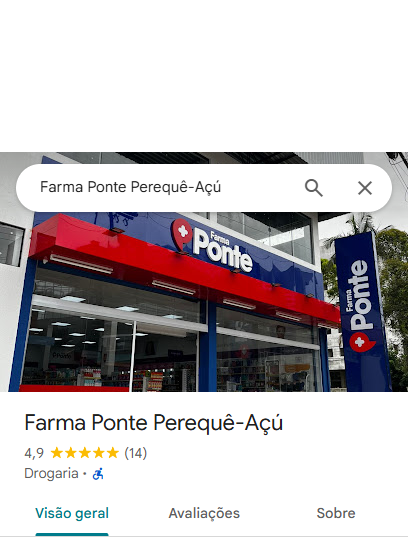 Farma Ponte Perequê-Açú
Farma
Ponte
Farma
Ponte
Farma Ponte Perequê-Açú
4,9 (14)
Drogaria ·
Visão geral Avaliações Sobre